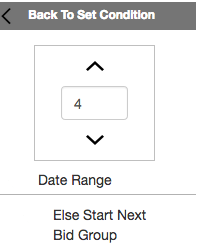 Back To Set Condition
4
Date Range
Else Start Next
Bid Group